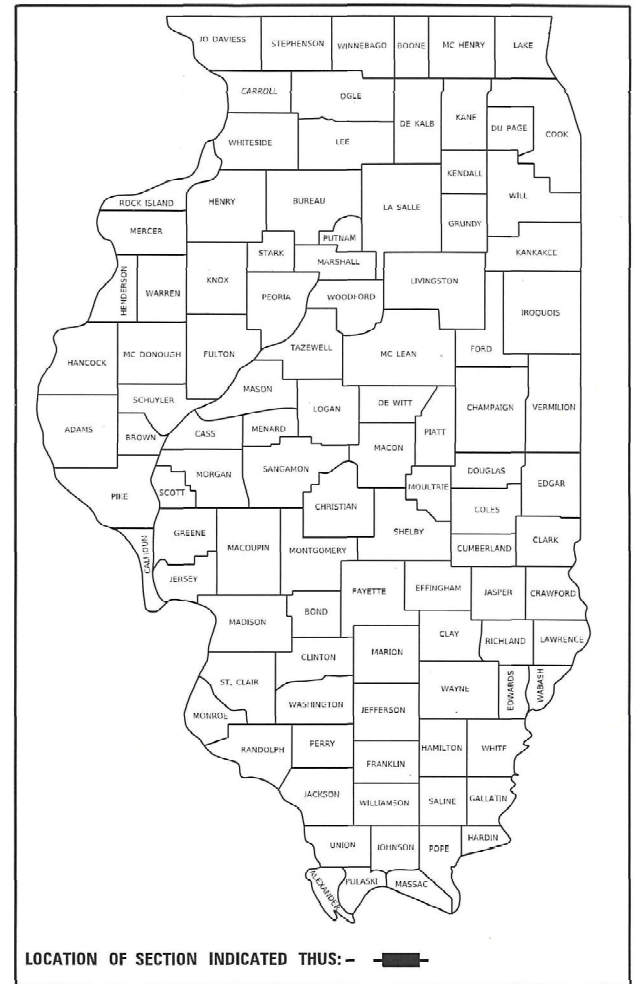 JO DAVIESS STEPHENSON WINNEBAGO BOONE MC HENRY LAKE
CARROLL OGLE DE KALB KANE DU PAGE COOK
WHITESIDE LEE
KENDALL WILL
ROCK ISLAND HENRY BUREAU LA SALLE GRUNDY
MERCER PUTNAM
STARK MARSHALL KANKAKEE
HENDERSON WARREN KNOX PEORIA WOODFORD LIVINGSTON IROQUOIS
HANCOCK MC DONOUGH FULTON TAZEWELL MC LEAN FORD
MASON
SCHUYLER LOGAN DE WITT CHAMPAIGN VERMILION
ADAMS BROWN CASS MENARD MACON PIATT
MORGAN SANGAMON DOUGLAS EDGAR
PIKE SCOTT CHRISTIAN MOULTRIE COLES
GREENE SHELBY
CALHOUN MACOUPIN MONTGOMERY CUMBERLAND CLARK
JERSEY FAYETTE EFFINGHAM JASPER CRAWFORD
MADISON BOND
CLINTON MARION CLAY RICHLAND LAWRENCE
ST. CLAIR WAYNE EDWARDS WABASH
MONROE WASHINGTON JEFFERSON
RANDOLPH PERRY HAMILTON WHITE
FRANKLIN
JACKSON WILLIAMSON SALINE GALLATIN
UNION JOHNSON POPE HARDIN
ALEXANDER PULASKI MASSAC
LOCATION OF SECTION INDICATED THUS: –